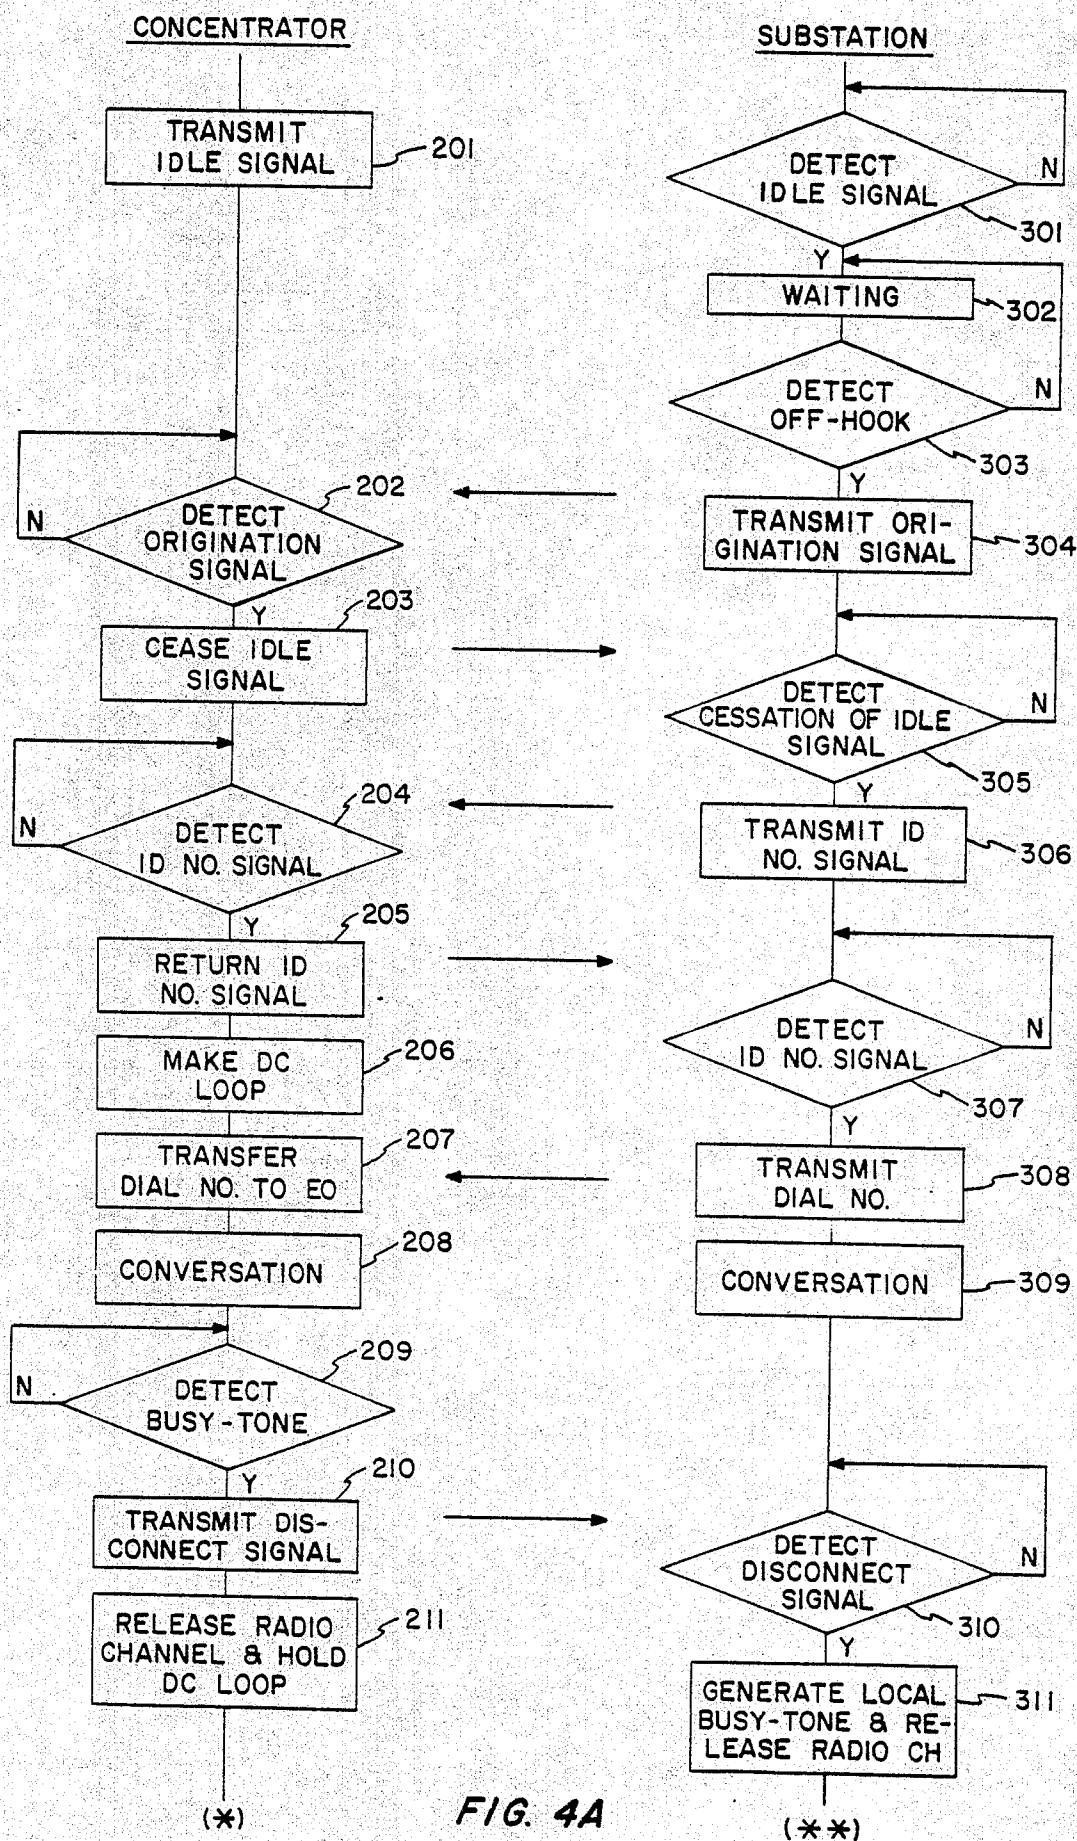 CONCENTRATOR
TRANSMIT
IDLE SIGNAL
201
DETECT
ORIGINATION
SIGNAL
202
N
Y
203
CEASE IDLE
SIGNAL
DETECT
ID NO. SIGNAL
204
N
Y
205
RETURN ID
NO. SIGNAL
MAKE DC
LOOP
206
TRANSFER
DIAL NO. TO EO
207
CONVERSATION
208
DETECT
BUSY-TONE
209
N
Y
210
TRANSMIT DIS-
CONNECT SIGNAL
RELEASE RADIO
CHANNEL & HOLD
DC LOOP
211
(*)
SUBSTATION
DETECT
IDLE SIGNAL
N
301
Y
WAITING
302
DETECT
OFF-HOOK
N
303
Y
TRANSMIT ORI-
GINATION SIGNAL
304
DETECT
CESSATION OF IDLE
SIGNAL
N
305
Y
TRANSMIT ID
NO. SIGNAL
306
DETECT
ID NO. SIGNAL
N
307
Y
TRANSMIT
DIAL NO.
308
CONVERSATION
309
DETECT
DISCONNECT
SIGNAL
N
310
Y
GENERATE LOCAL
BUSY-TONE & RE-
LEASE RADIO CH
311
(**)
FIG. 4A